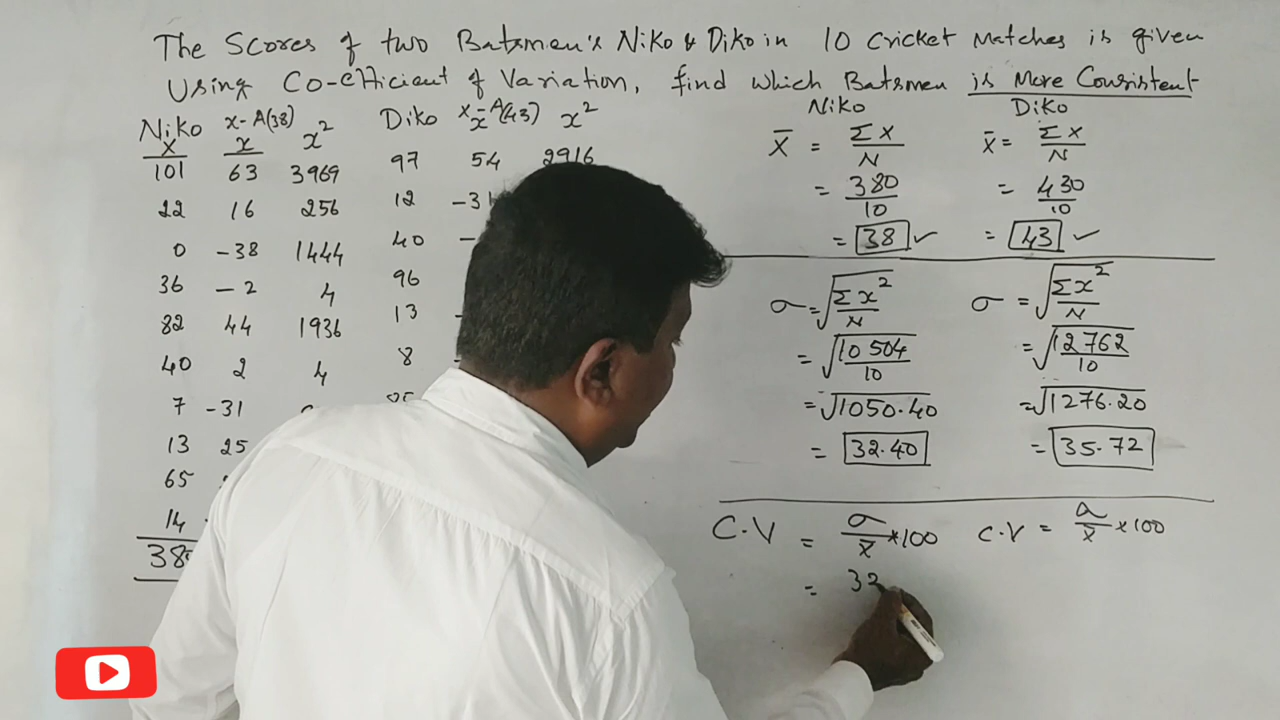 The Scores of two Batsmen's Niko & Diko in 10 Cricket Matches is given
Using Co-efficient of Variation, find which Batsmen is More Consistent
Niko x-A(38) Diko x-A(43) x²
X x x² x
101 63 3969 97 54 2916
22 16 256 12 -31
0 -38 1444 40 -
36 -2 4 96
82 44 1936 13 -
40 2 4 8
7 -31
13 25
65
14
38
Niko Diko
X̄ = ΣX/N X̄ = ΣX/N
= 380/10 = 430/10
= 38 ✓ = 43 ✓
σ = √Σx²/N σ = √Σx²/N
= √10504/10 = √12762/10
= √1050.40 = √1276.20
= 32.40 = 35.72
C.V = σ/X̄ *100 C.V = σ/X̄ *100
= 32